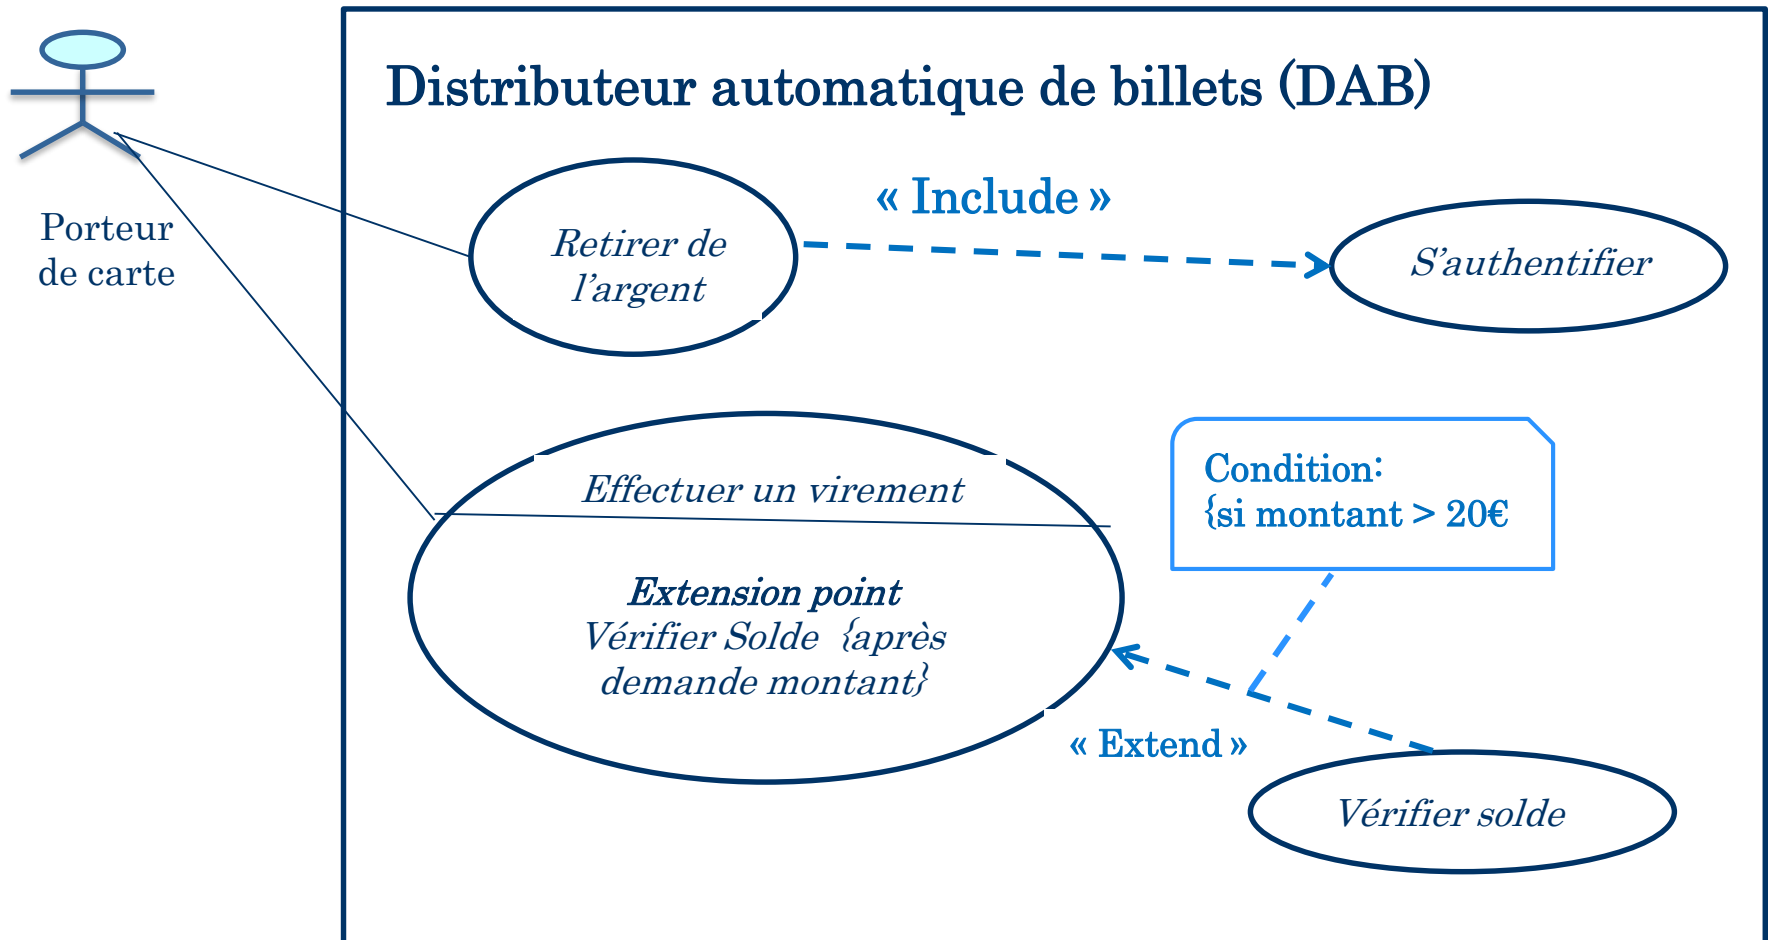 Distributeur automatique de billets (DAB)
Porteur
de carte
Retirer de
l’argent
« Include »
S’authentifier
Effectuer un virement
Extension point
Vérifier Solde {après
demande montant}
Condition:
{si montant > 20€
« Extend »
Vérifier solde